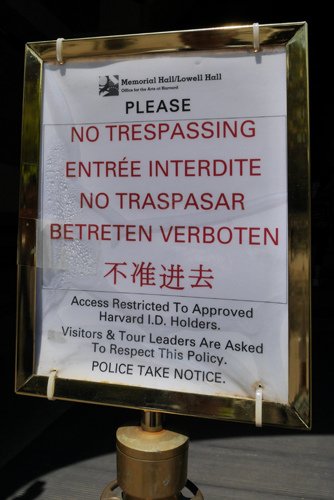 Memorial Hall/Lowell Hall
Office for the Arts at Harvard
PLEASE
NO TRESPASSING
ENTRÉE INTERDITE
NO TRASPASAR
BETRETEN VERBOTEN
不准进去
Access Restricted To Approved
Harvard I.D. Holders.
Visitors & Tour Leaders Are Asked
To Respect This Policy.
POLICE TAKE NOTICE.